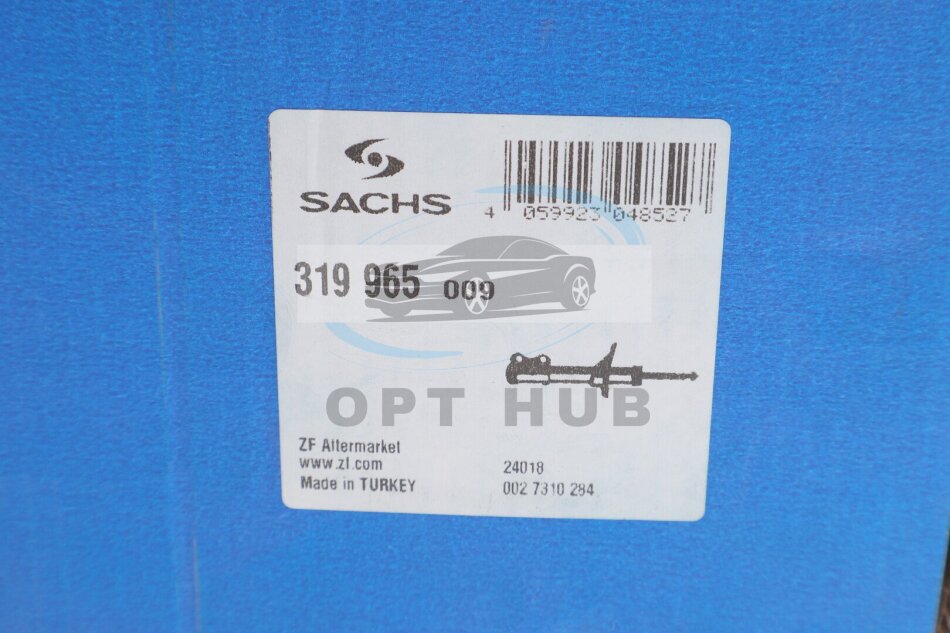 SACHS
4 059923 048527
319 965 009
OPT HUB
ZF Aftermarket
www.zf.com
Made in TURKEY
24018
002 7310 284